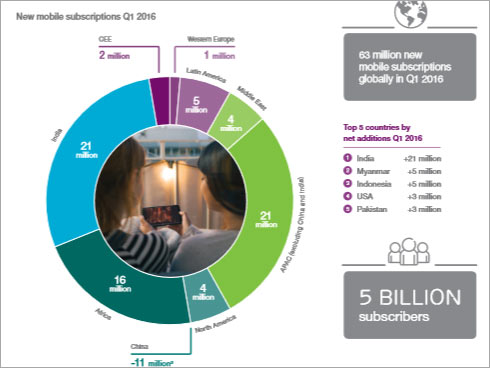 New mobile subscriptions Q1 2016
CEE
2 million
Western Europe
1 million
Latin America
5
million
Middle East
4
million
India
21
million
21
million
APAC (excluding China and India)
16
million
Africa
4
million
North America
China
-11 million²
63 million new
mobile subscriptions
globally in Q1 2016
Top 5 countries by
net additions Q1 2016
1 India +21 million
2 Myanmar +5 million
3 Indonesia +5 million
4 USA +3 million
5 Pakistan +3 million
5 BILLION
subscribers